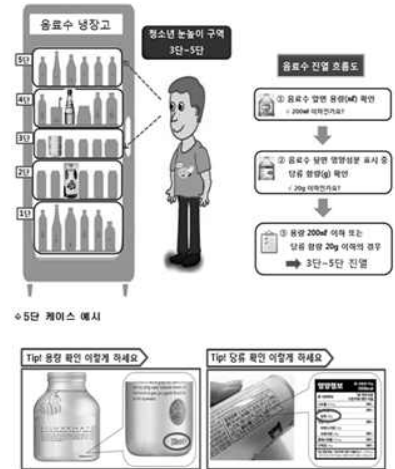 음료수 냉장고
청소년 눈높이 구역
3단~5단
5단
4단
3단
2단
1단
음료수 진열 흐름도
① 음료수 앞면 용량(㎖) 확인
√ 200㎖ 이하인가요?
② 음료수 뒷면 영양성분 표시 중
당류 함량(g) 확인
√ 20g 이하인가요?
③ 용량 200㎖ 이하 또는
당류 함량 20g 이하의 경우
➡ 3단~5단 진열
5단 케이스 예시
Tip! 용량 확인 이렇게 하세요
Tip! 당류 확인 이렇게 하세요
영양정보